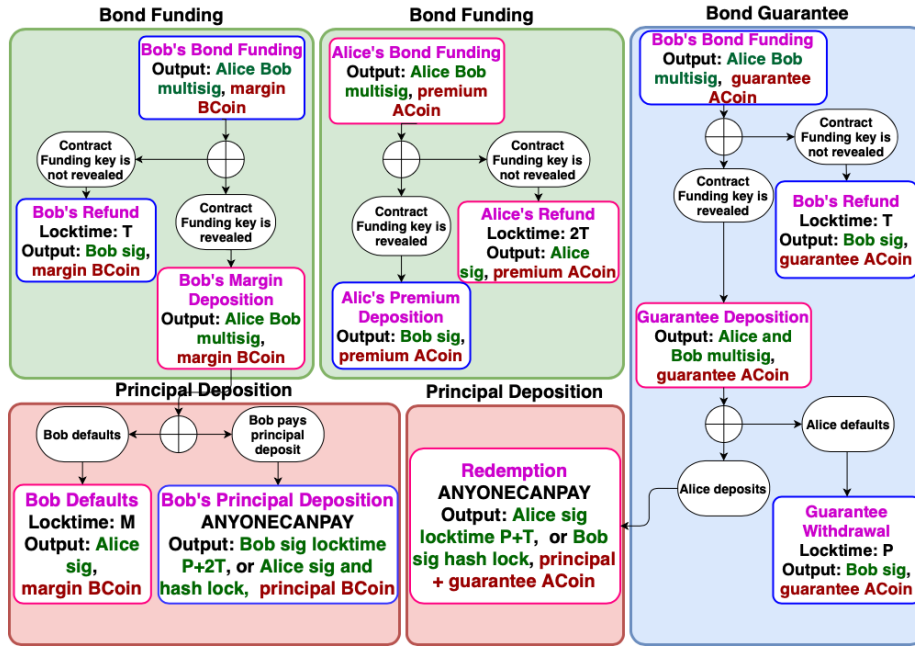 Bond Funding
Bob's Bond Funding
Output: Alice Bob
multisig, margin
BCoin
Contract
Funding key is
not revealed
Bob's Refund
Locktime: T
Output: Bob sig,
margin BCoin
Contract
Funding key is
revealed
Bob's Margin
Deposition
Output: Alice Bob
multisig,
margin BCoin
Bond Funding
Alice's Bond Funding
Output: Alice Bob
multisig, premium
ACoin
Contract
Funding key is
not revealed
Contract
Funding key is
revealed
Alice's Refund
Locktime: 2T
Output: Alice
sig, premium ACoin
Alic's Premium
Deposition
Output: Bob sig,
premium ACoin
Bond Guarantee
Bob's Bond Funding
Output: Alice Bob
multisig, guarantee
ACoin
Contract
Funding key is
not revealed
Contract
Funding key is
revealed
Bob's Refund
Locktime: T
Output: Bob sig,
guarantee ACoin
Guarantee Deposition
Output: Alice and
Bob multisig,
guarantee ACoin
Alice defaults
Alice deposits
Guarantee
Withdrawal
Locktime: P
Output: Bob sig,
guarantee ACoin
Principal Deposition
Bob defaults
Bob pays
principal
deposit
Bob Defaults
Locktime: M
Output: Alice
sig,
margin BCoin
Bob's Principal Deposition
ANYONECANPAY
Output: Bob sig locktime
P+2T, or Alice sig and
hash lock, principal BCoin
Principal Deposition
Redemption
ANYONECANPAY
Output: Alice sig
locktime P+T, or Bob
sig hash lock, principal
+ guarantee ACoin